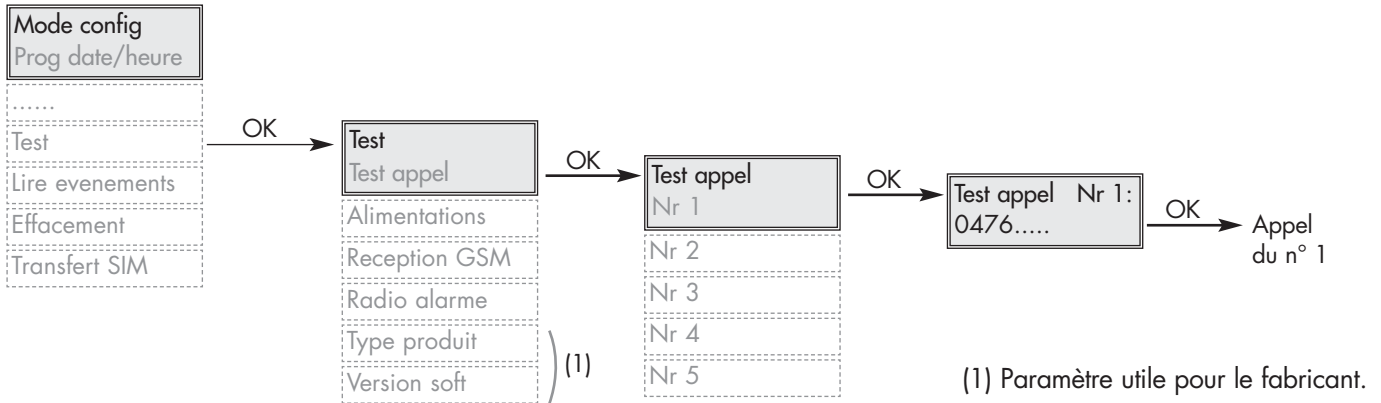 Mode config
Prog date/heure
......
Test
Lire evenements
Effacement
Transfert SIM
OK
Test
Test appel
Alimentations
Reception GSM
Radio alarme
Type produit
Version soft
(1)
OK
Test appel
Nr 1
Nr 2
Nr 3
Nr 4
Nr 5
OK
Test appel Nr 1:
0476.....
OK
Appel
du n° 1
(1) Paramètre utile pour le fabricant.